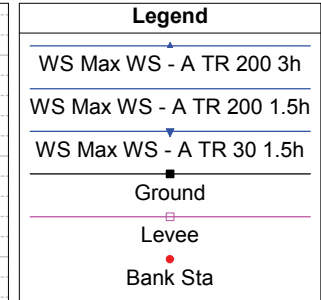 Legend
WS Max WS - A TR 200 3h
WS Max WS - A TR 200 1.5h
WS Max WS - A TR 30 1.5h
Ground
Levee
Bank Sta